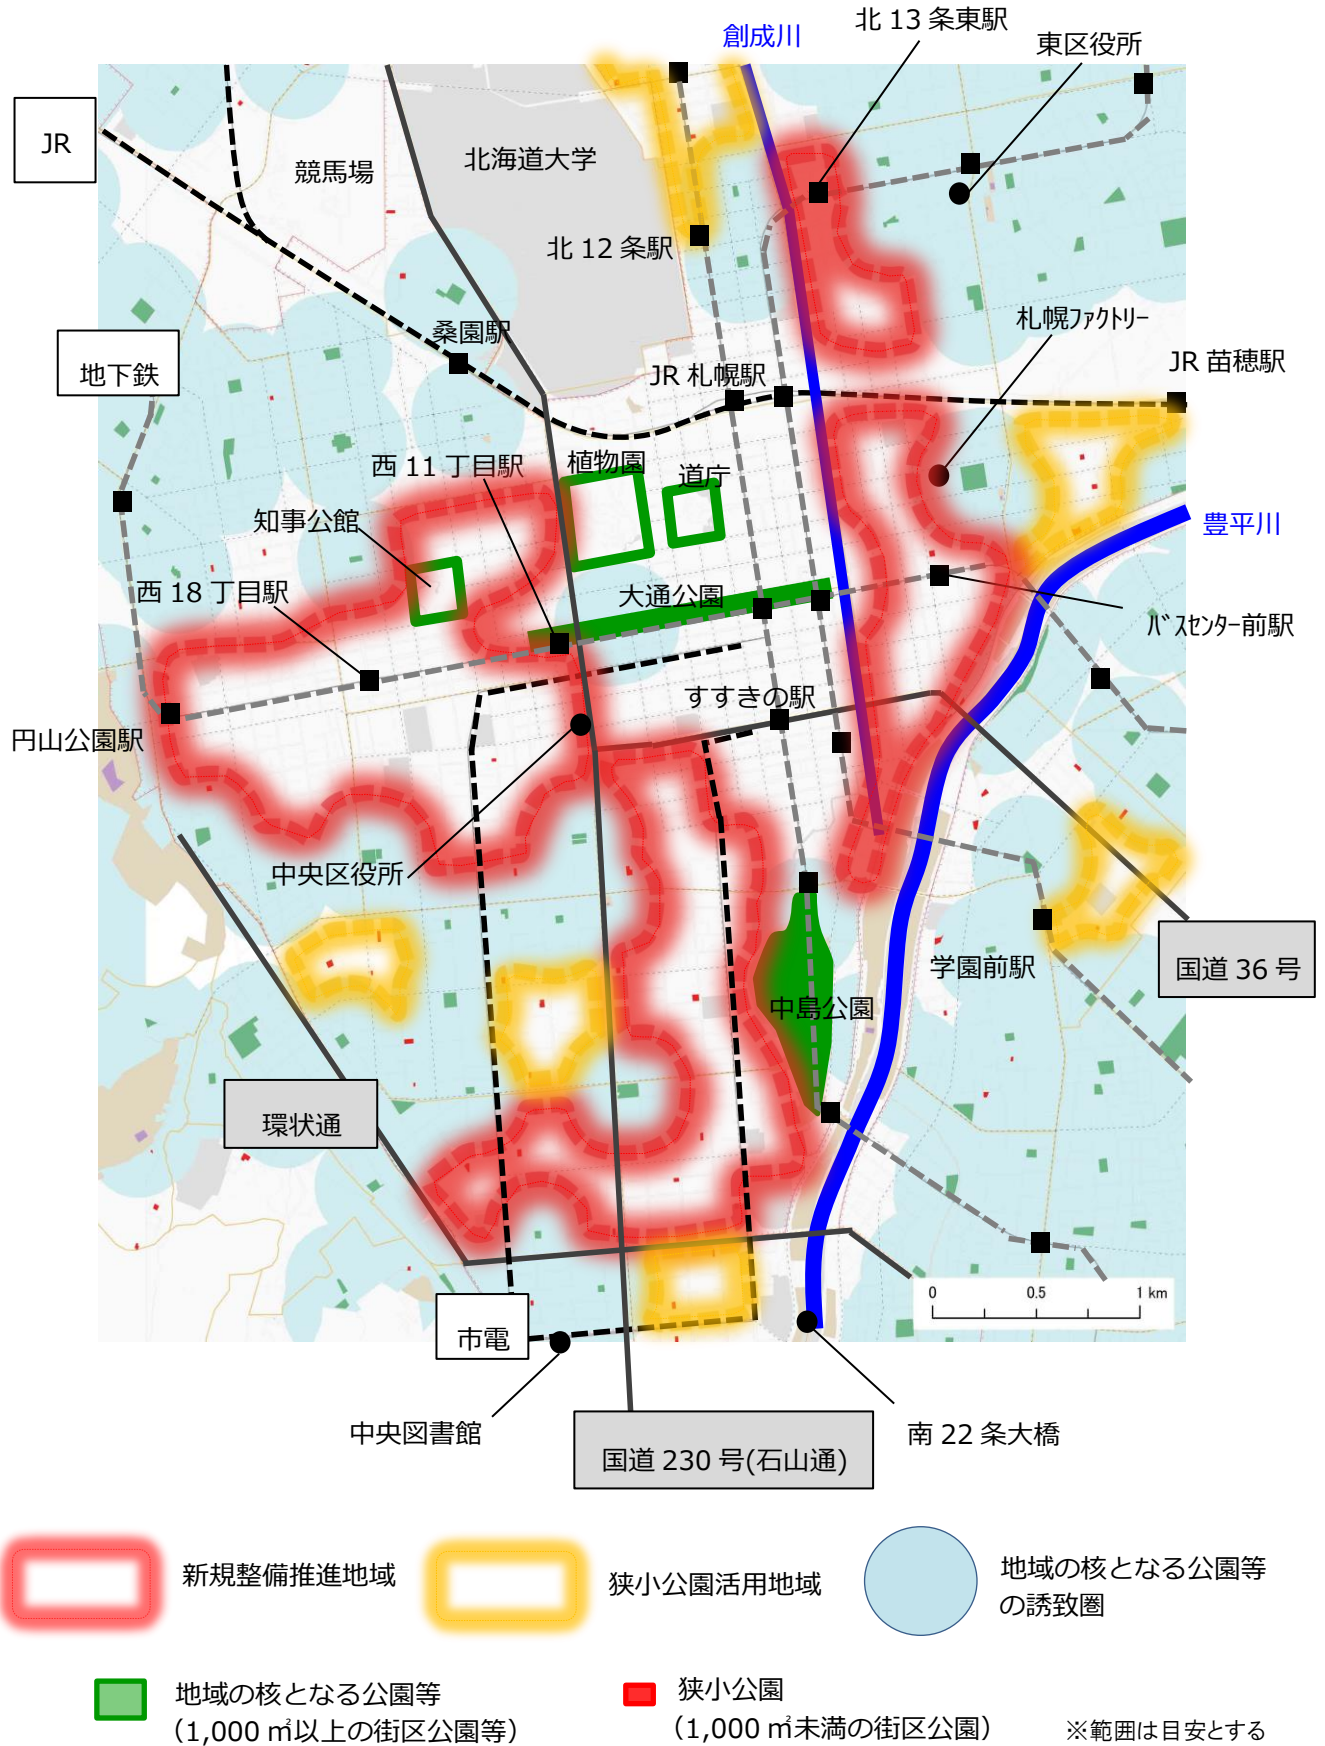 北 13 条東駅
創成川
東区役所
JR
競馬場
北海道大学
北 12 条駅
札幌ファクトリー
桑園駅
地下鉄
JR 札幌駅
JR 苗穂駅
西 11 丁目駅
植物園
道庁
知事公館
豊平川
西 18 丁目駅
大通公園
バスセンター前駅
すすきの駅
円山公園駅
中央区役所
学園前駅
国道 36 号
中島公園
環状通
0 0.5 1 km
市電
中央図書館
南 22 条大橋
国道 230 号(石山通)
新規整備推進地域
狭小公園活用地域
地域の核となる公園等
の誘致圏
地域の核となる公園等
（1,000 ㎡以上の街区公園等）
狭小公園
（1,000 ㎡未満の街区公園）
※範囲は目安とする